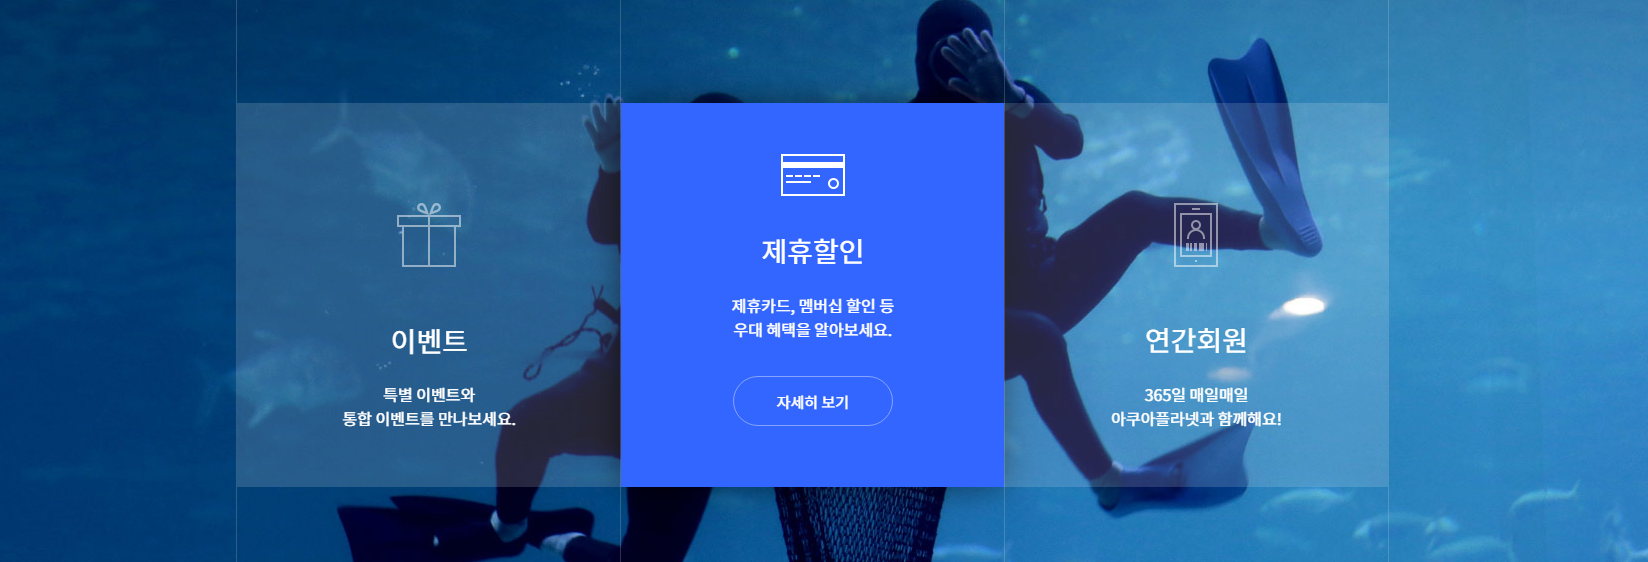 이벤트
특별 이벤트와
통합 이벤트를 만나보세요.
제휴할인
제휴카드, 멤버십 할인 등
우대 혜택을 알아보세요.
자세히 보기
연간회원
365일 매일매일
아쿠아플라넷과 함께해요!